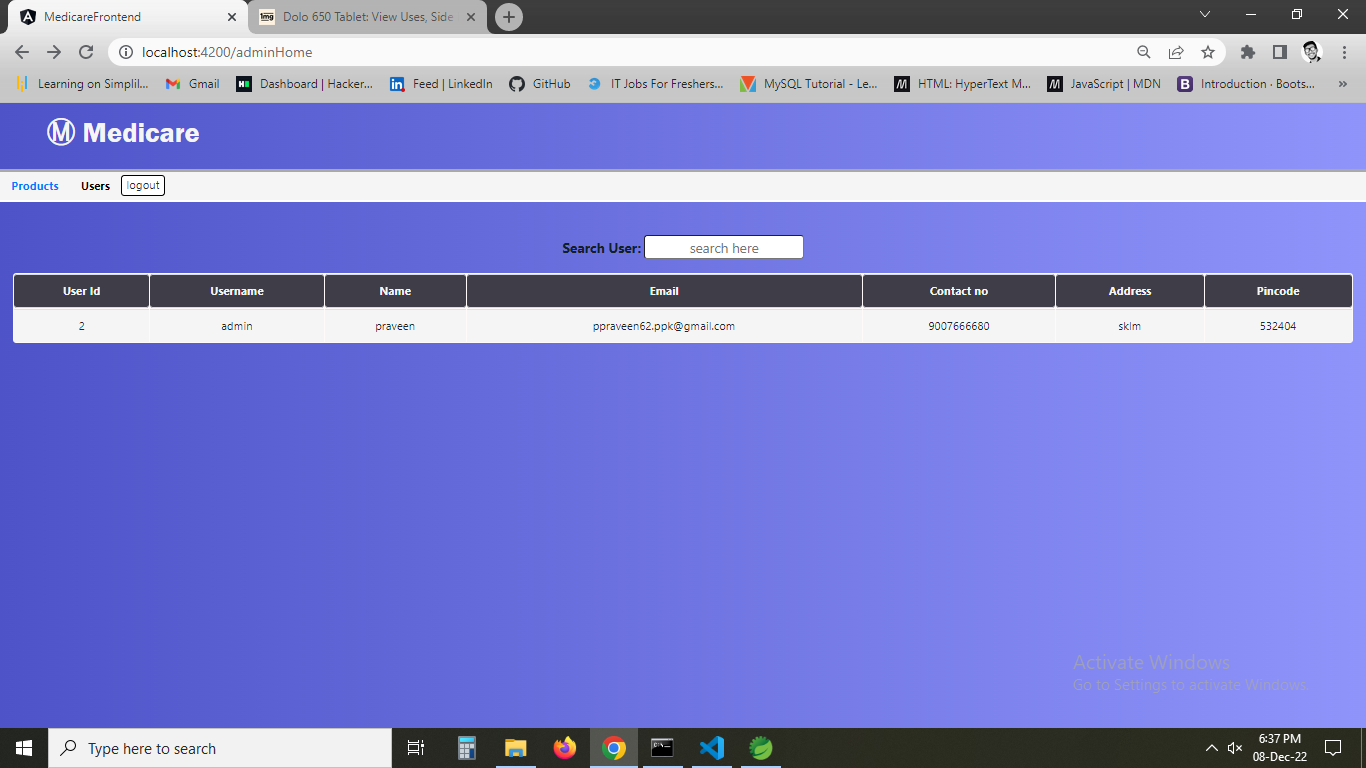 MedicareFrontend
1mg Dolo 650 Tablet: View Uses, Side
localhost:4200/adminHome
Learning on Simplil... Gmail Dashboard | Hacker... Feed | LinkedIn GitHub IT Jobs For Freshers... MySQL Tutorial - Le... HTML: HyperText M... JavaScript | MDN Introduction · Boots... »
Ⓜ Medicare
Products Users logout
Search User: search here
User Id Username Name Email Contact no Address Pincode
2 admin praveen ppraveen62.ppk@gmail.com 9007666680 sklm 532404
Activate Windows
Go to Settings to activate Windows.
Type here to search
6:37 PM
08-Dec-22